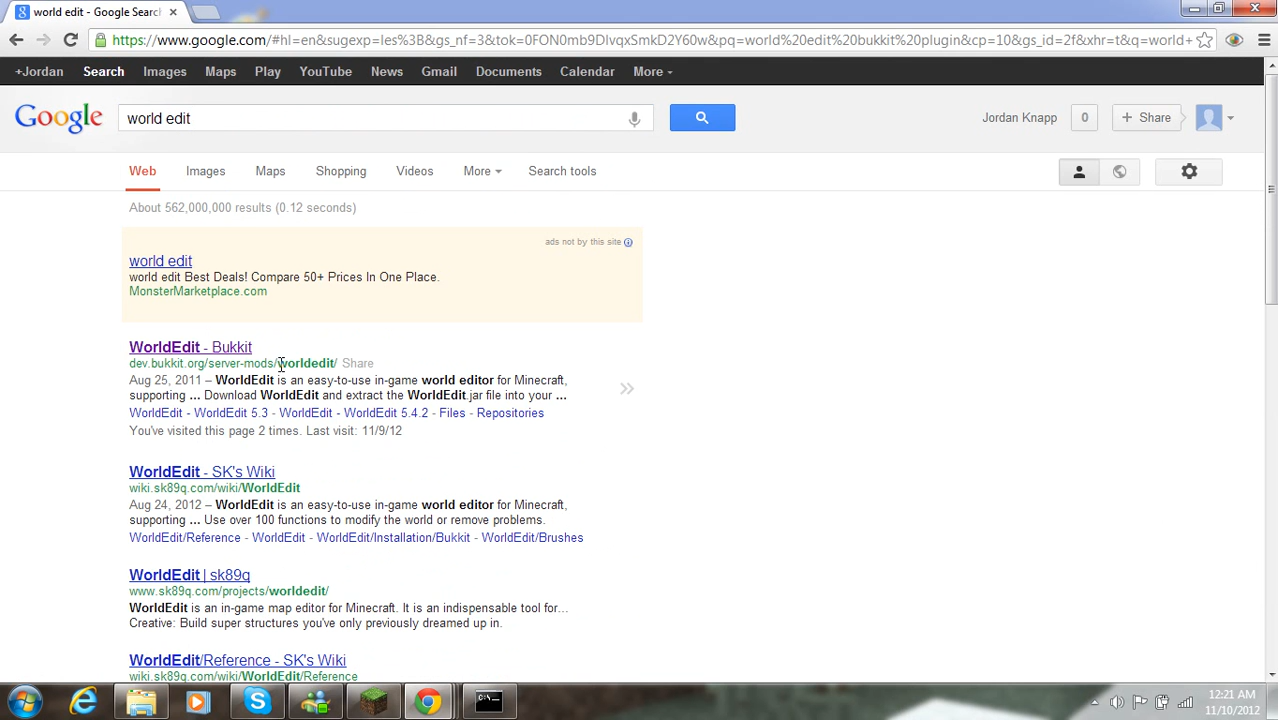 world edit - Google Search
https://www.google.com/#hl=en&sugexp=les%3B&gs_nf=3&tok=0FON0mb9DlvqxSmkD2Y60w&pq=world%20edit%20bukkit%20plugin&cp=10&gs_id=2f&xhr=t&q=world+
+Jordan Search Images Maps Play YouTube News Gmail Documents Calendar More
Google world edit Jordan Knapp 0 + Share
Web Images Maps Shopping Videos More Search tools
About 562,000,000 results (0.12 seconds)
ads not by this site
world edit
world edit Best Deals! Compare 50+ Prices In One Place.
MonsterMarketplace.com
WorldEdit - Bukkit
dev.bukkit.org/server-mods/worldedit/ Share
Aug 25, 2011 – WorldEdit is an easy-to-use in-game world editor for Minecraft,
supporting ... Download WorldEdit and extract the WorldEdit.jar file into your ...
WorldEdit - WorldEdit 5.3 - WorldEdit - WorldEdit 5.4.2 - Files - Repositories
You've visited this page 2 times. Last visit: 11/9/12
WorldEdit - SK's Wiki
wiki.sk89q.com/wiki/WorldEdit
Aug 24, 2012 – WorldEdit is an easy-to-use in-game world editor for Minecraft,
supporting ... Use over 100 functions to modify the world or remove problems.
WorldEdit/Reference - WorldEdit - WorldEdit/Installation/Bukkit - WorldEdit/Brushes
WorldEdit | sk89q
www.sk89q.com/projects/worldedit/
WorldEdit is an in-game map editor for Minecraft. It is an indispensable tool for...
Creative: Build super structures you've only previously dreamed up in.
WorldEdit/Reference - SK's Wiki
wiki.sk89q.com/wiki/WorldEdit/Reference
12:21 AM
11/10/2012